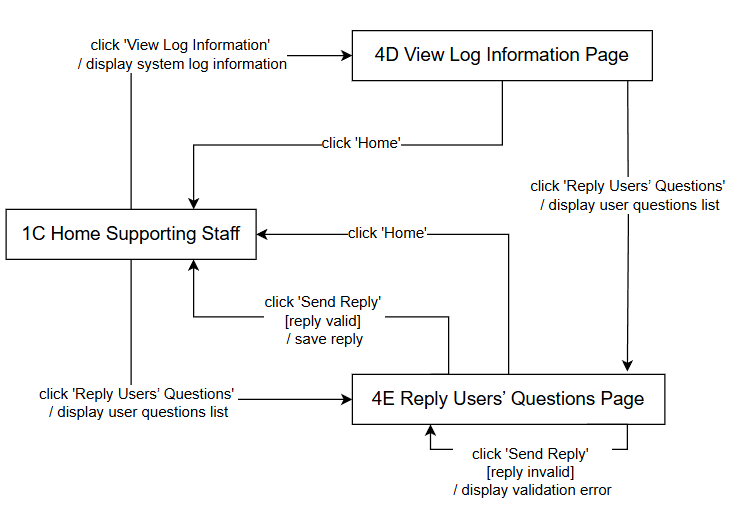 click 'View Log Information'
/ display system log information
4D View Log Information Page
click 'Home'
click 'Reply Users’ Questions'
/ display user questions list
1C Home Supporting Staff
click 'Home'
click 'Send Reply'
[reply valid]
/ save reply
click 'Reply Users’ Questions'
/ display user questions list
4E Reply Users’ Questions Page
click 'Send Reply'
[reply invalid]
/ display validation error